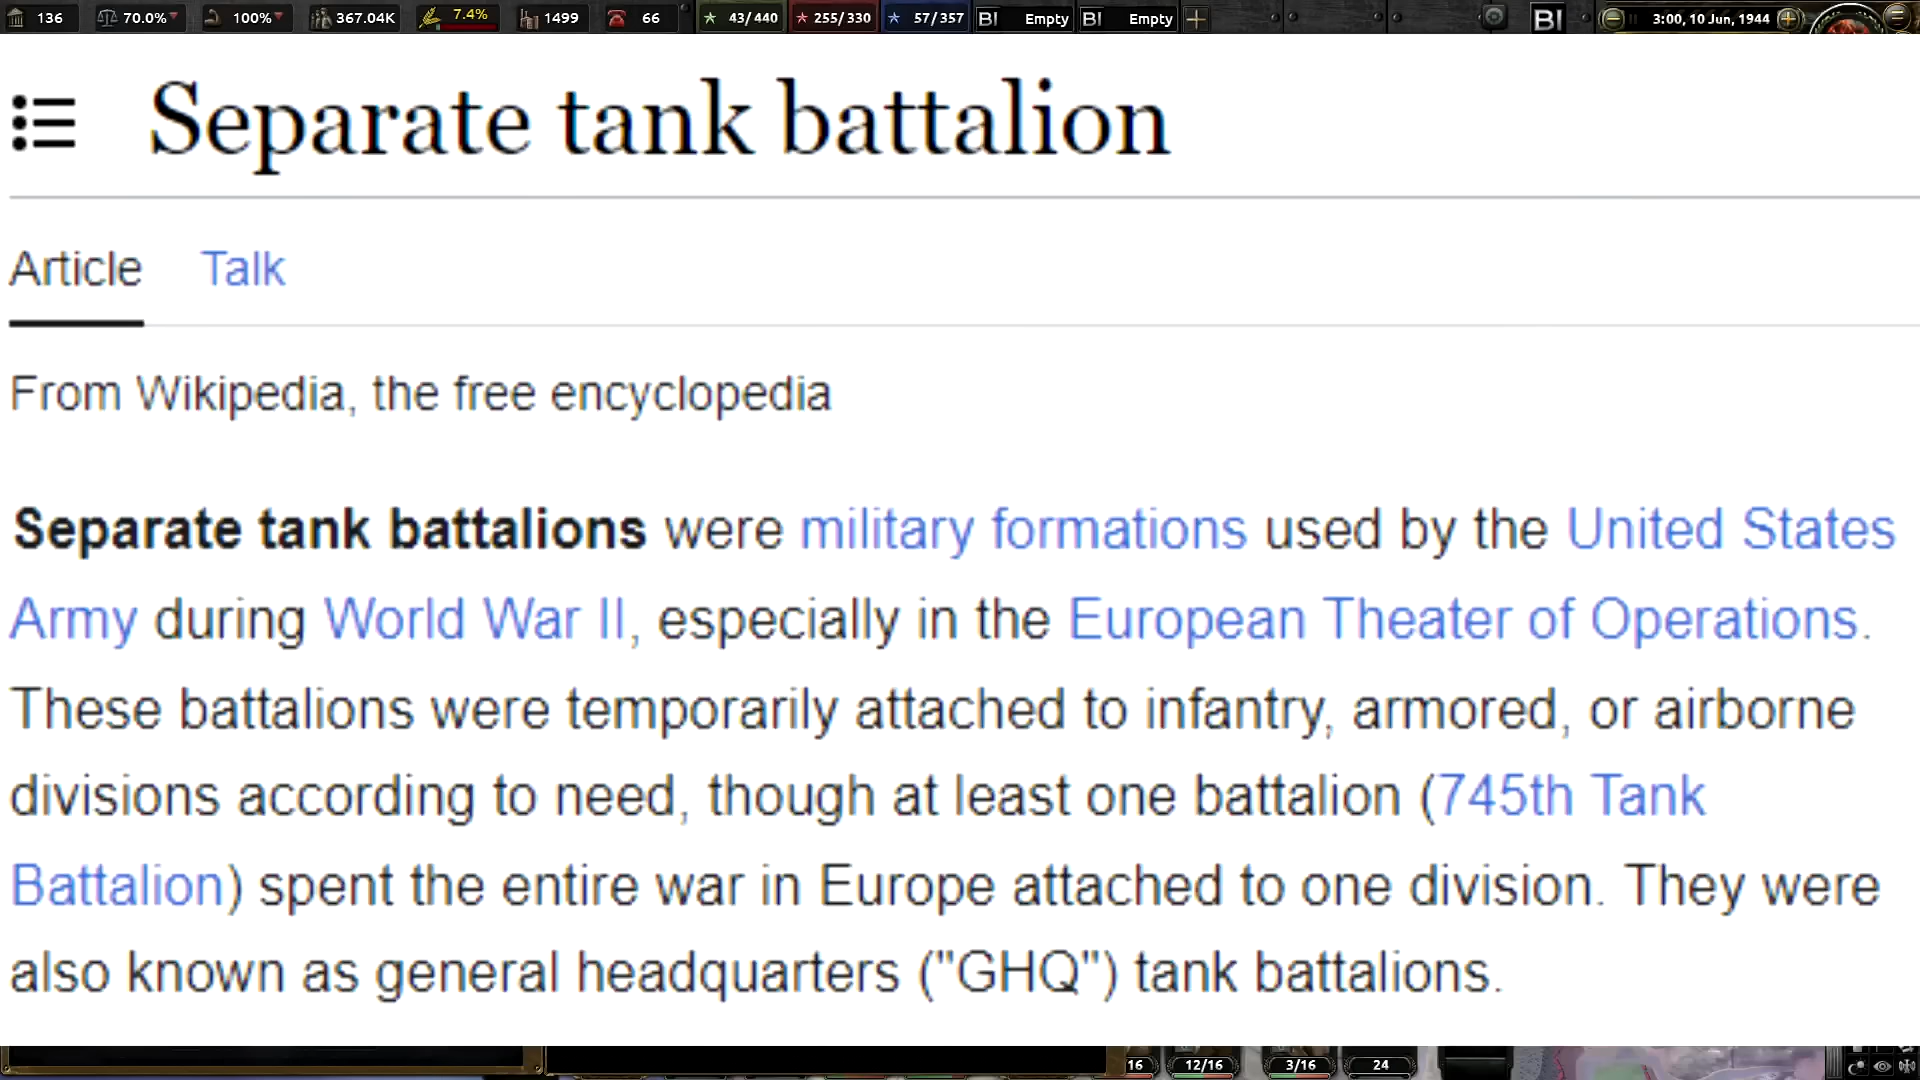 136 70.0% 100% 367.04K 7.4% 1499 66 43/440 255/330 57/357 BI Empty BI Empty BI 3:00, 10 Jun, 1944
Separate tank battalion
Article Talk
From Wikipedia, the free encyclopedia
Separate tank battalions were military formations used by the United States
Army during World War II, especially in the European Theater of Operations.
These battalions were temporarily attached to infantry, armored, or airborne
divisions according to need, though at least one battalion (745th Tank
Battalion) spent the entire war in Europe attached to one division. They were
also known as general headquarters ("GHQ") tank battalions.
16 12/16 3/16 24